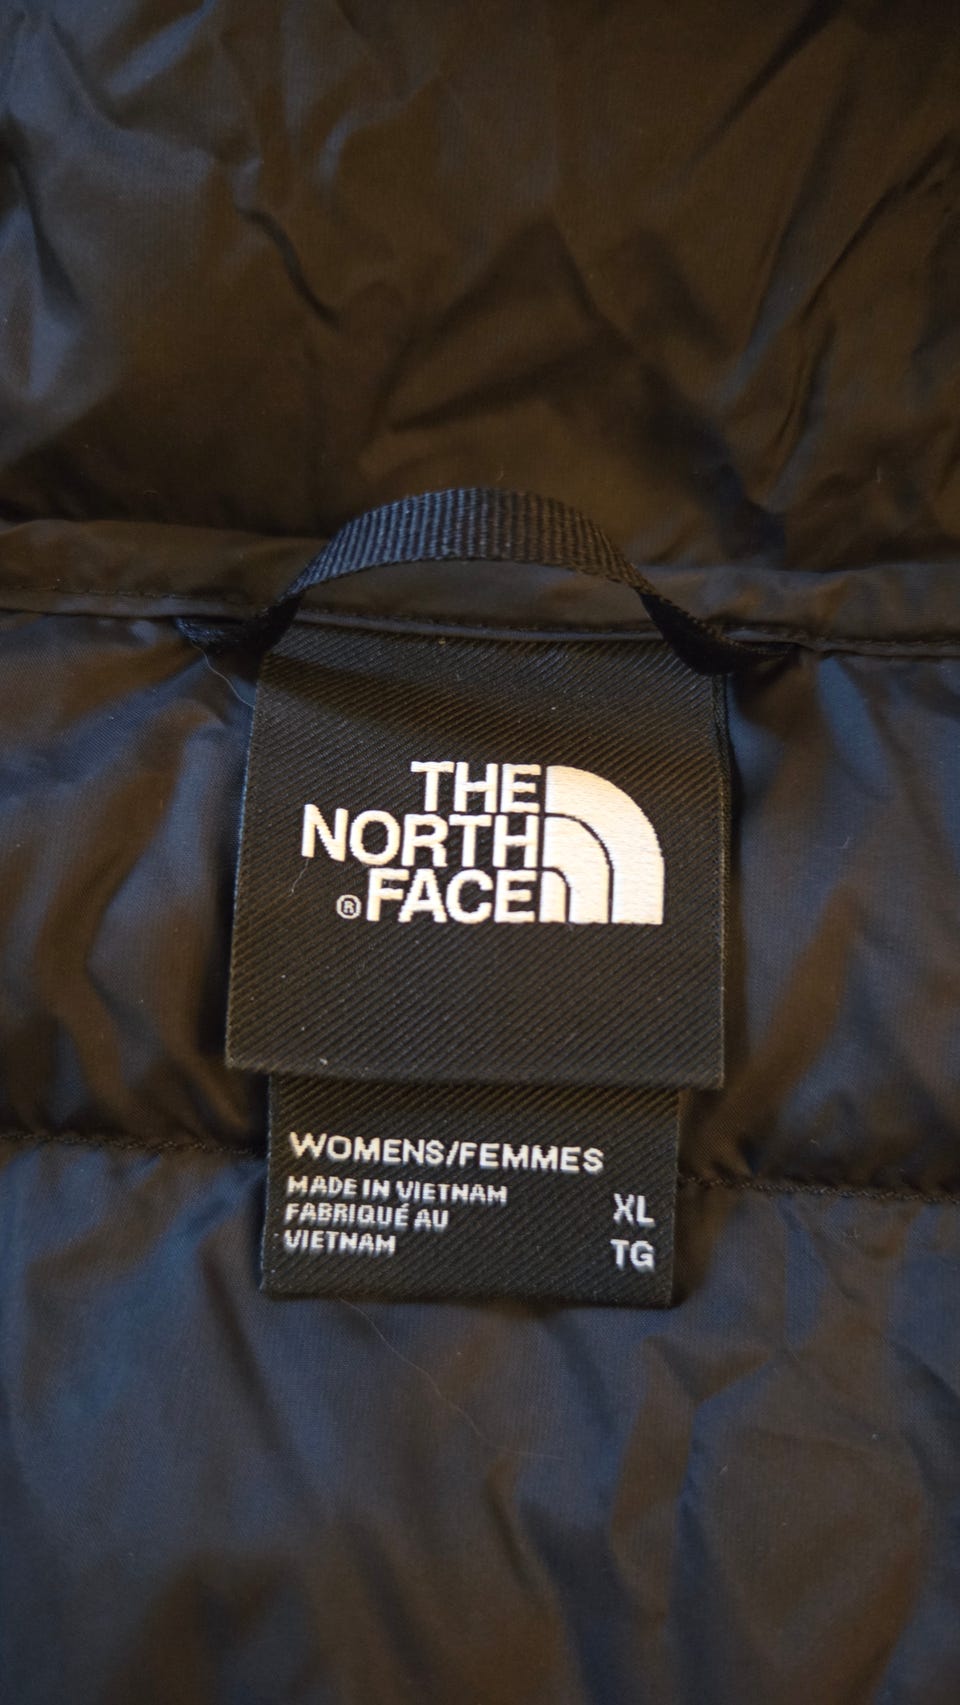 THE
NORTH
®FACE
WOMENS/FEMMES
MADE IN VIETNAM
FABRIQUÉ AU
VIETNAM
XL
TG